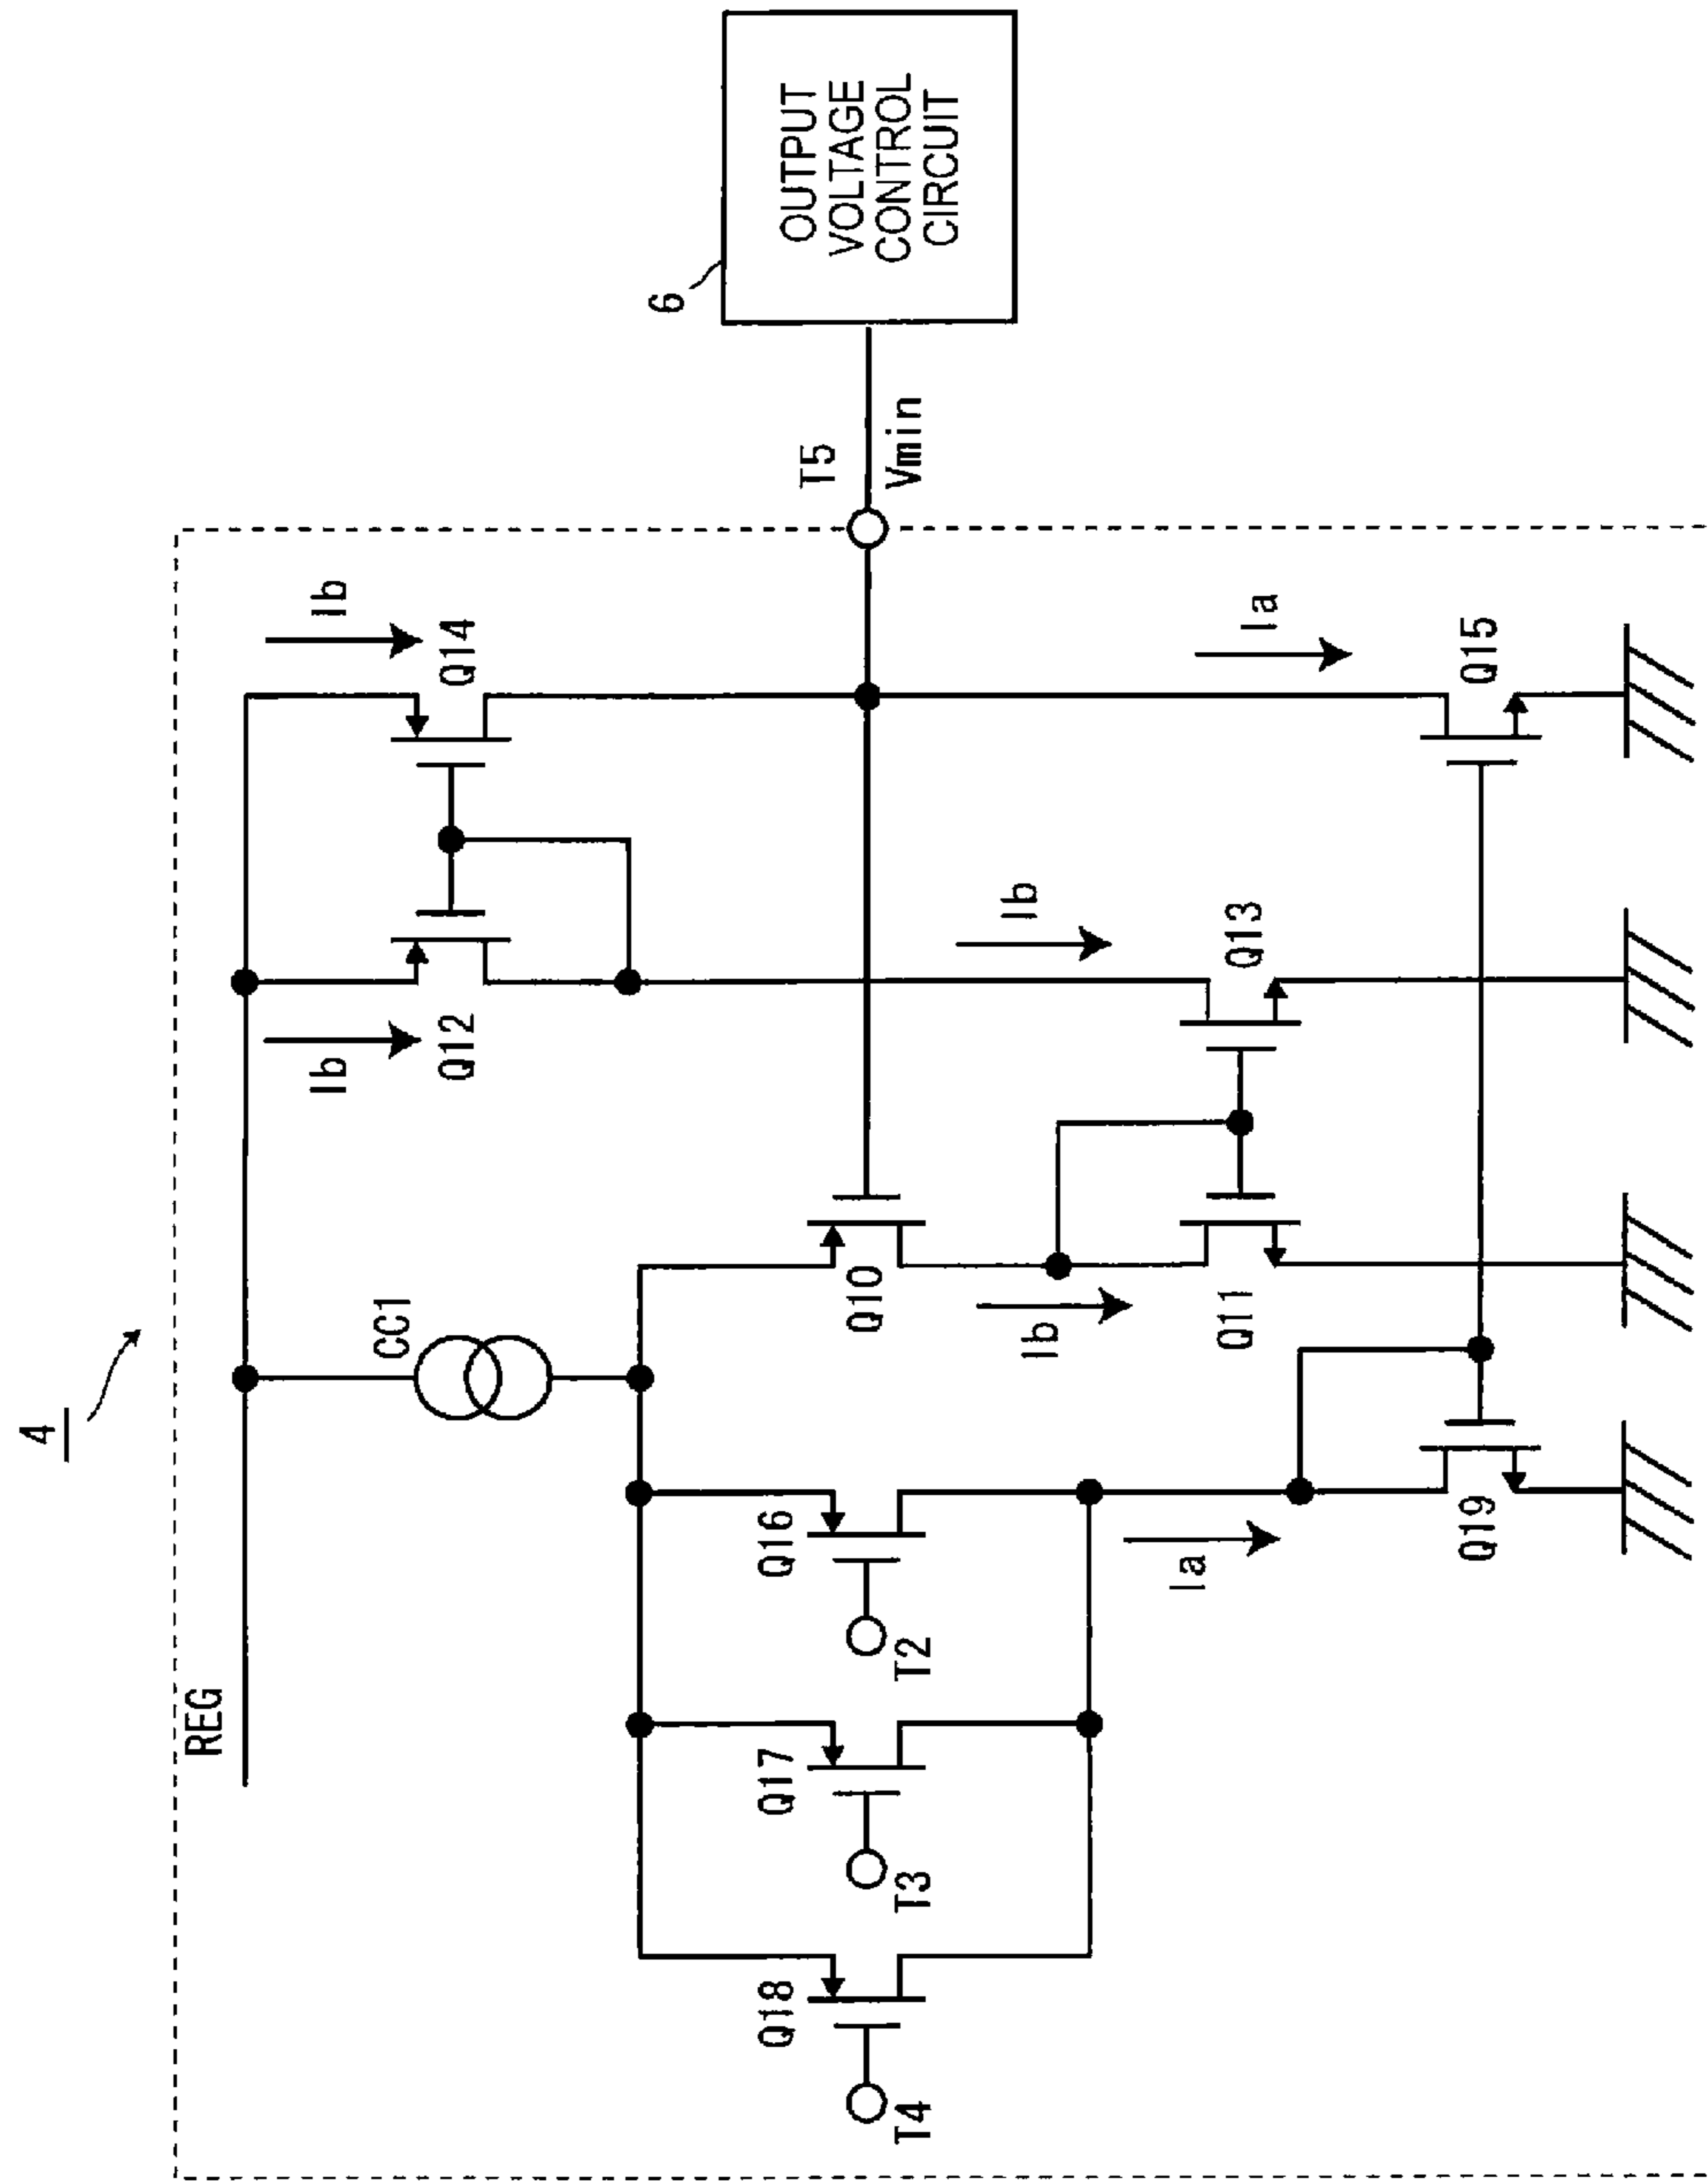 4
REG
CC1
Ib
Q12
Ib
Q14
T5
Vmin
6
OUTPUT
VOLTAGE
CONTROL
CIRCUIT
Q18
T4
Q17
T3
Q16
T2
Q10
Ib
Ib
Ia
Ia
Q19
Q11
Q13
Q15